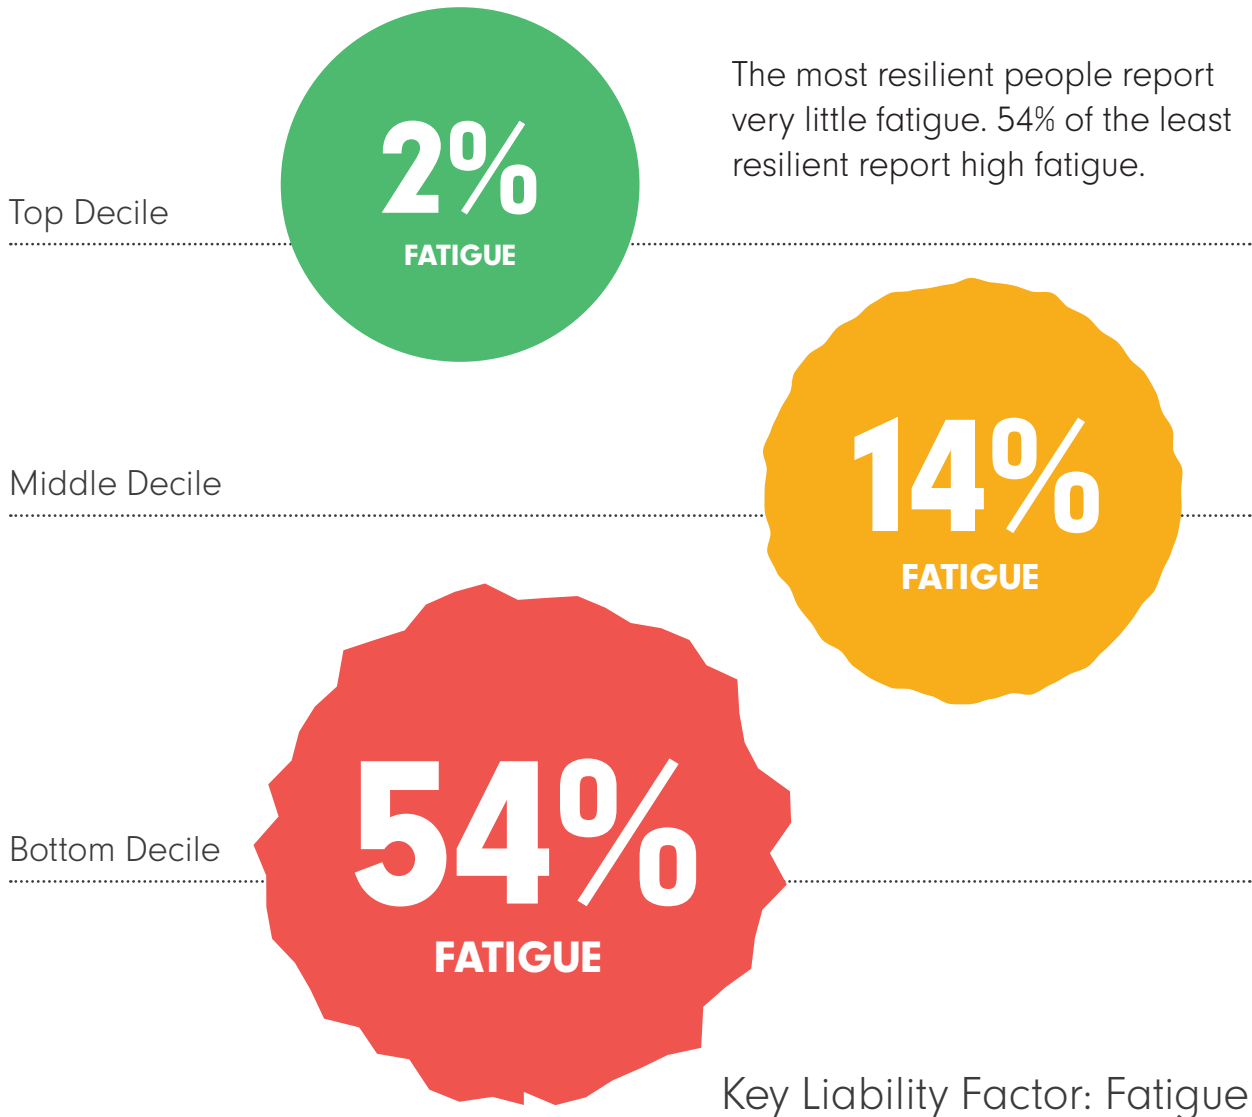 The most resilient people report
very little fatigue. 54% of the least
resilient report high fatigue.
Top Decile
2%
FATIGUE
Middle Decile
14%
FATIGUE
Bottom Decile
54%
FATIGUE
Key Liability Factor: Fatigue